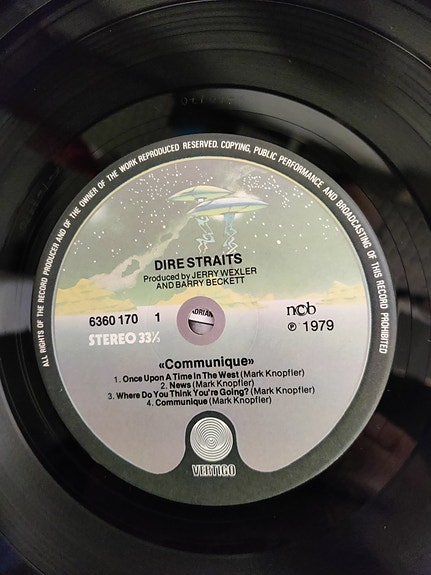 ALL RIGHTS OF THE RECORD PRODUCER AND OF THE OWNER OF THE WORK REPRODUCED RESERVED. COPYING, PUBLIC PERFORMANCE AND BROADCASTING OF THIS RECORD PROHIBITED
DIRE STRAITS
Produced by JERRY WEXLER
AND BARRY BECKETT
6360 170 1
ncb
STEREO 33⅓
℗ 1979
«Communique»
1. Once Upon A Time In The West (Mark Knopfler)
2. News (Mark Knopfler)
3. Where Do You Think You're Going? (Mark Knopfler)
4. Communique (Mark Knopfler)
VERTIGO